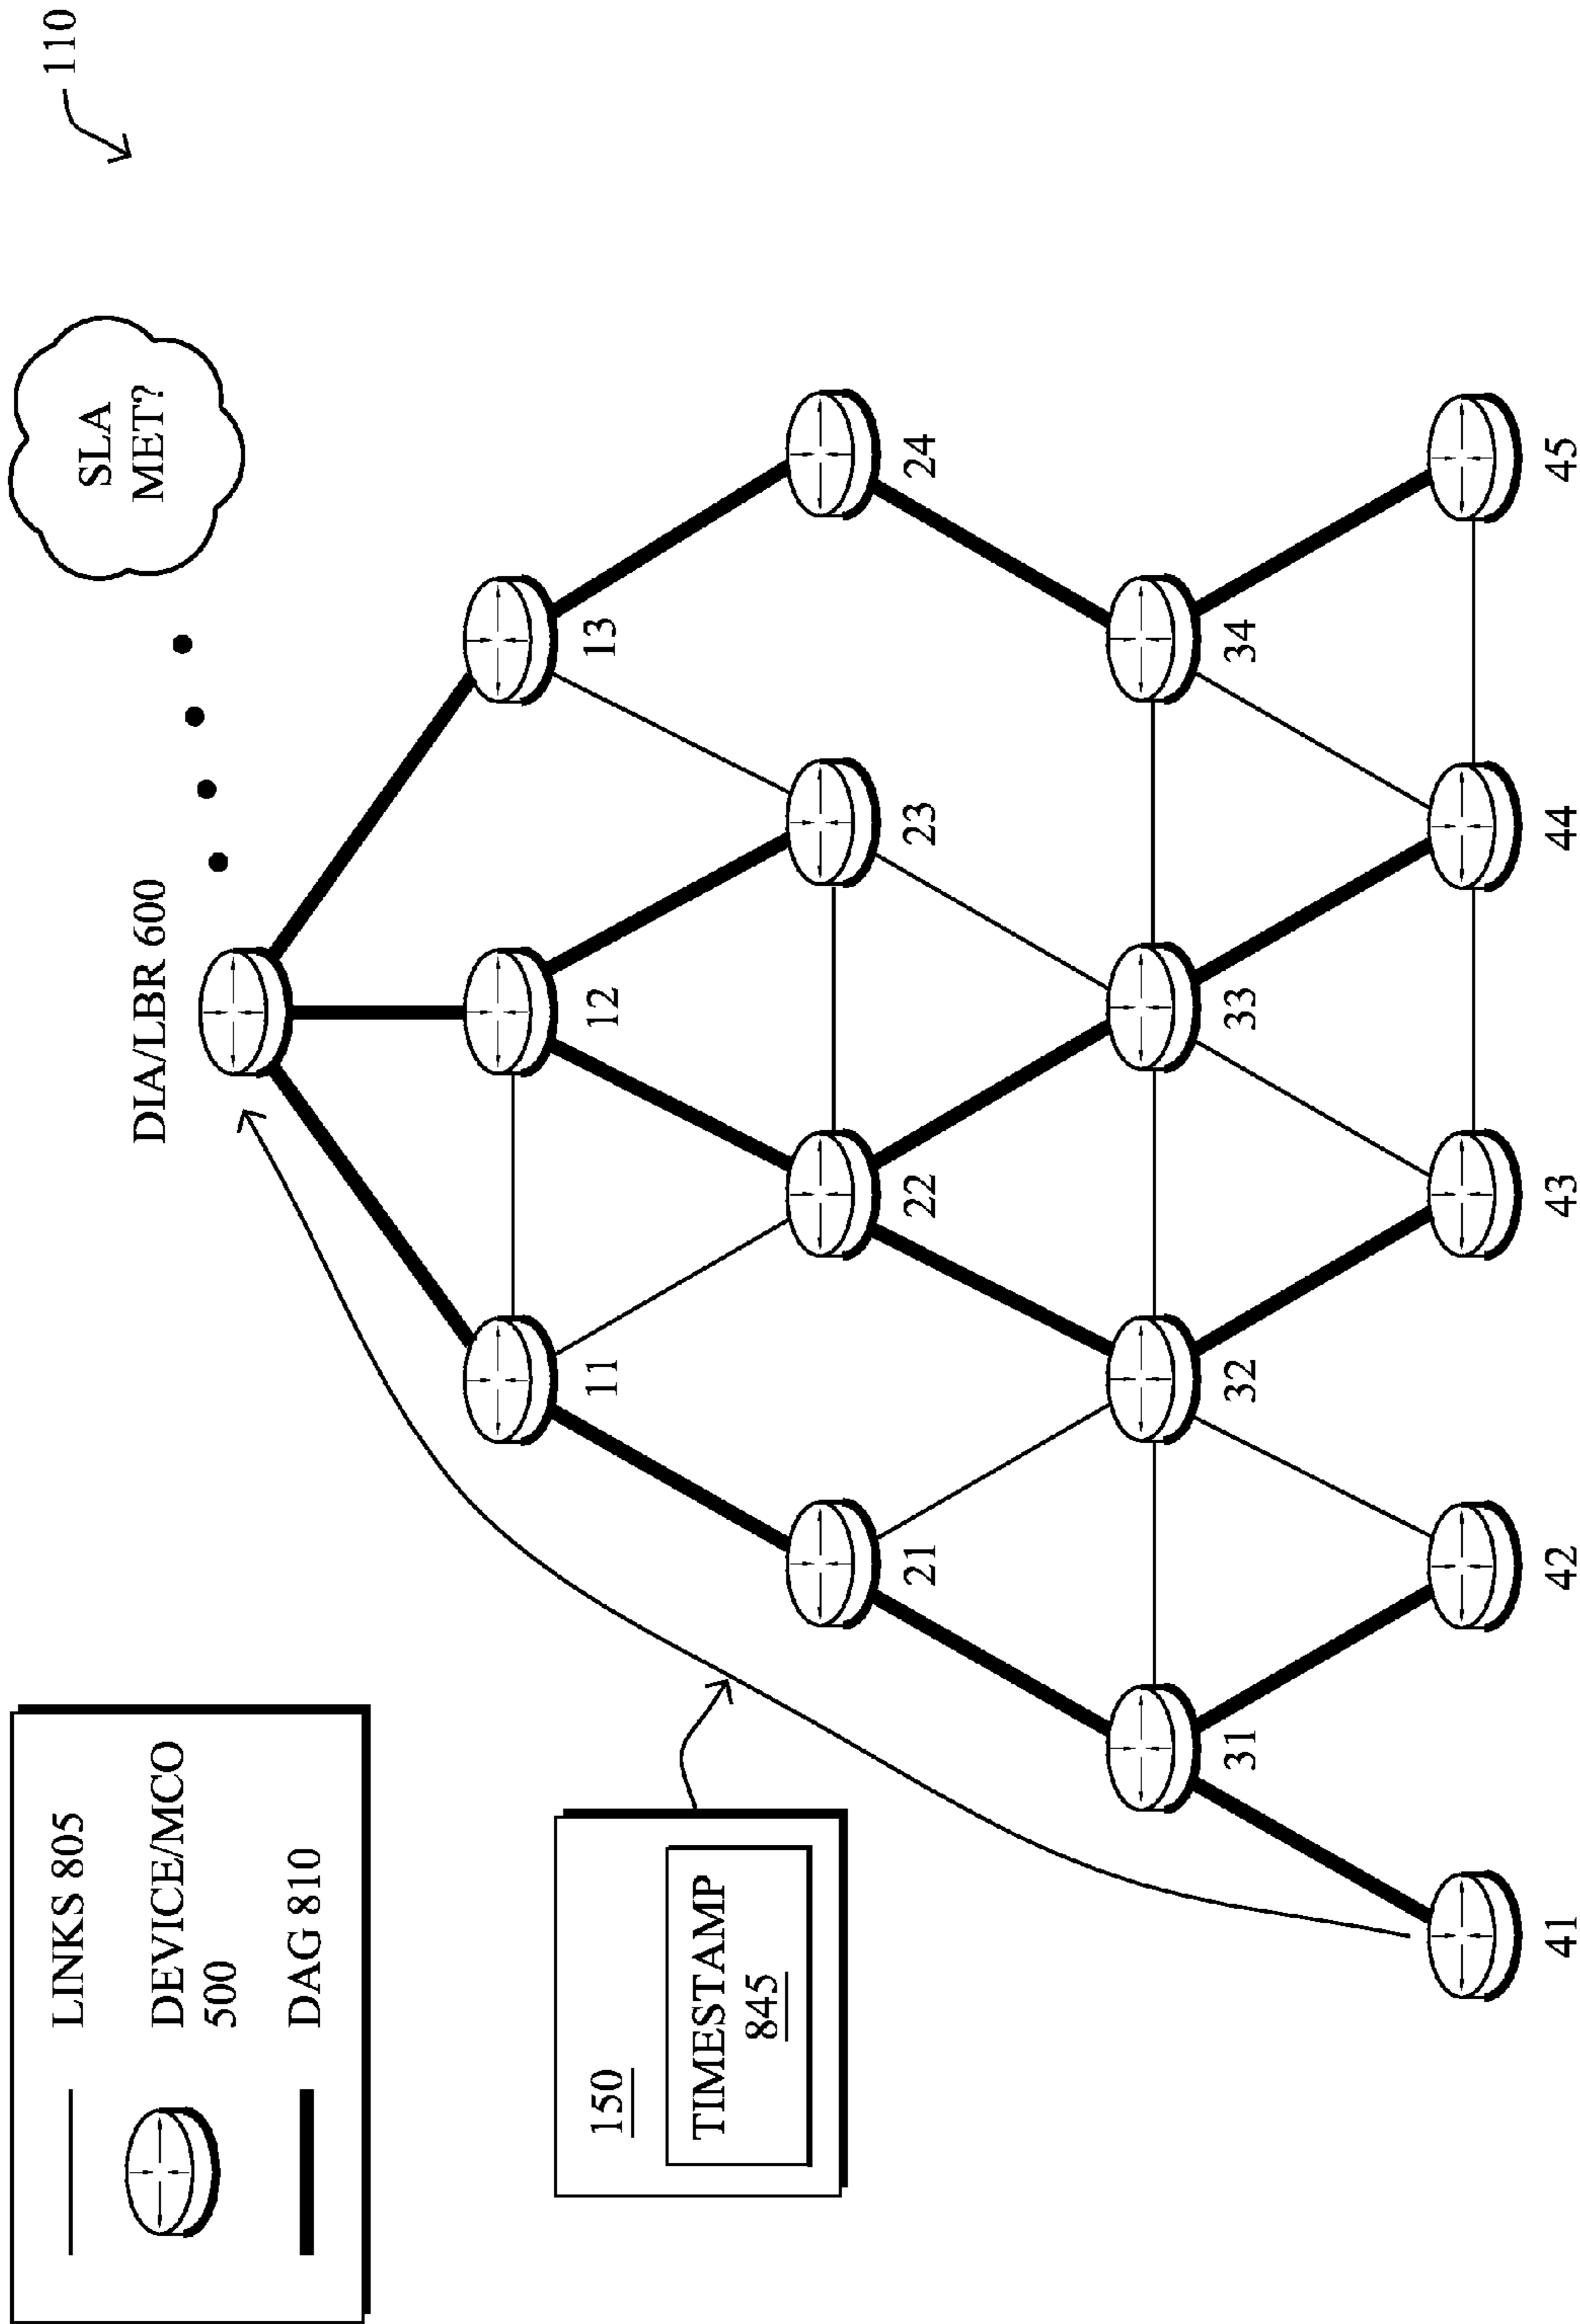 110
SLA
MET?
LINKS 805
DEVICE/MCO
500
DAG 810
DIA/LBR 600
150
TIMESTAMP
845
11
12
13
21
22
23
24
31
32
33
34
41
42
43
44
45